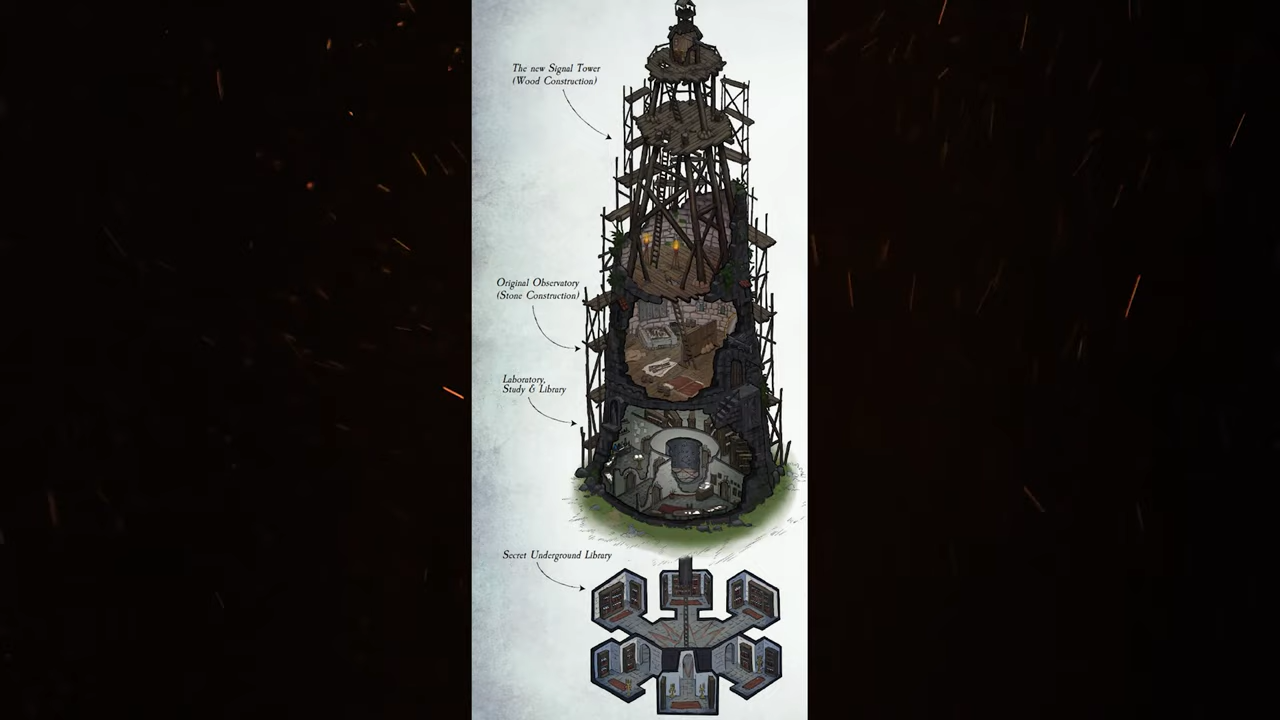 The new Signal Tower
(Wood Construction)
Original Observatory
(Stone Construction)
Laboratory,
Study & Library
Secret Underground Library